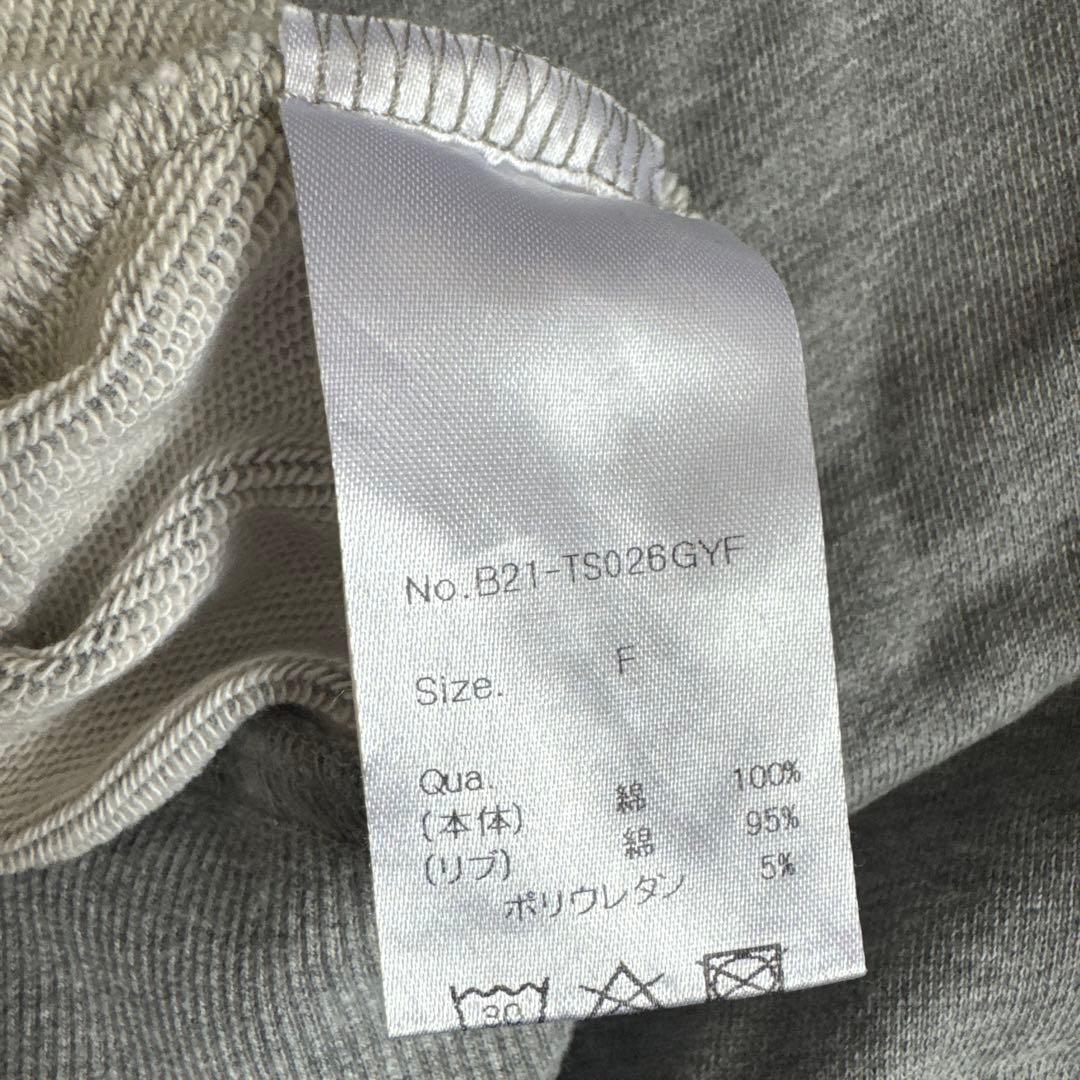 No.B21-TS026GYF
Size. F
Qua.
(本体) 綿 100%
(リブ) 綿 95%
ポリウレタン 5%
30